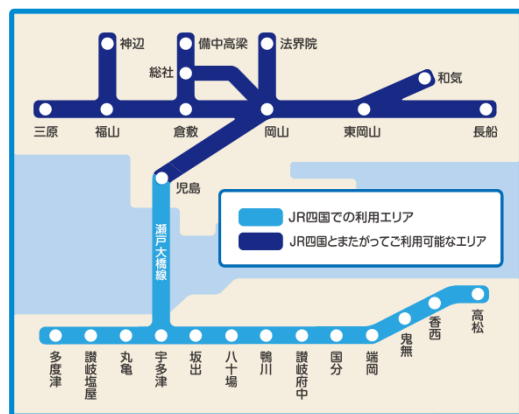 神辺
備中高梁
法界院
総社
和気
三原
福山
倉敷
岡山
東岡山
長船
児島
JR四国での利用エリア
JR四国とまたがってご利用可能なエリア
瀬戸大橋線
高松
香西
鬼無
多度津
讃岐塩屋
丸亀
宇多津
坂出
八十場
鴨川
讃岐府中
国分
端岡